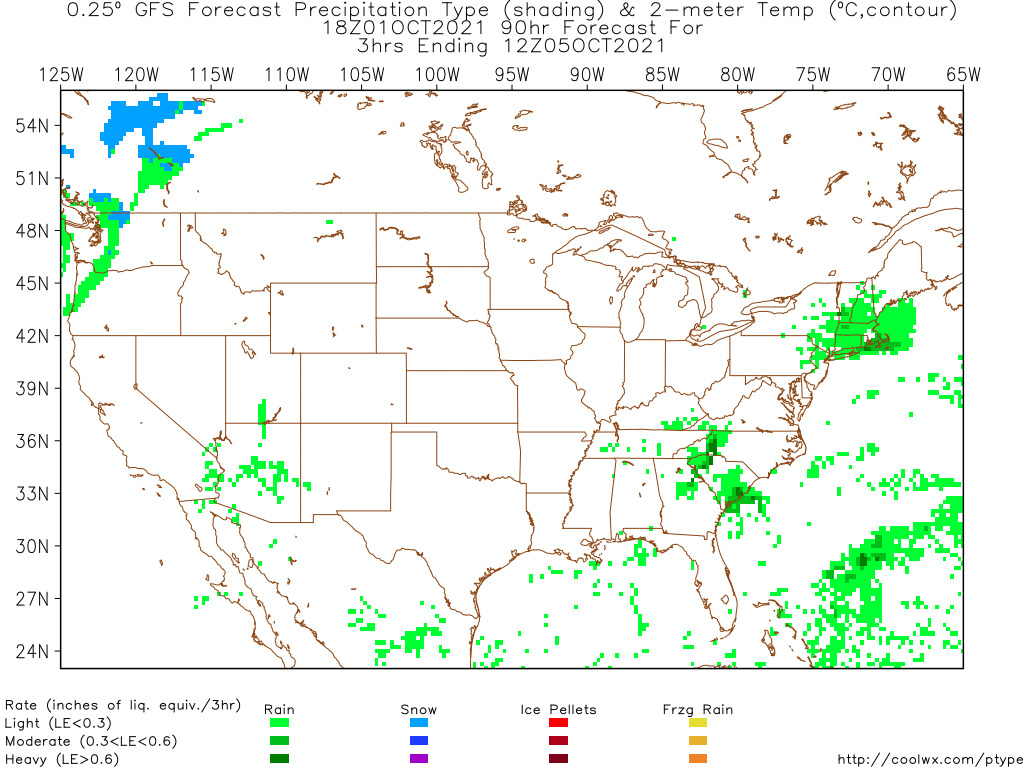 0.25º GFS Forecast Precipitation Type (shading) & 2-meter Temp (ºC,contour)
18Z01OCT2021 90hr Forecast For
3hrs Ending 12Z05OCT2021
125W 120W 115W 110W 105W 100W 95W 90W 85W 80W 75W 70W 65W
54N
51N
48N
45N
42N
39N
36N
33N
30N
27N
24N
Rate (inches of liq. equiv./3hr) Rain Snow Ice Pellets Frzg Rain
Light (LE<0.3)
Moderate (0.3<LE<0.6)
Heavy (LE>0.6)
http://coolwx.com/ptype